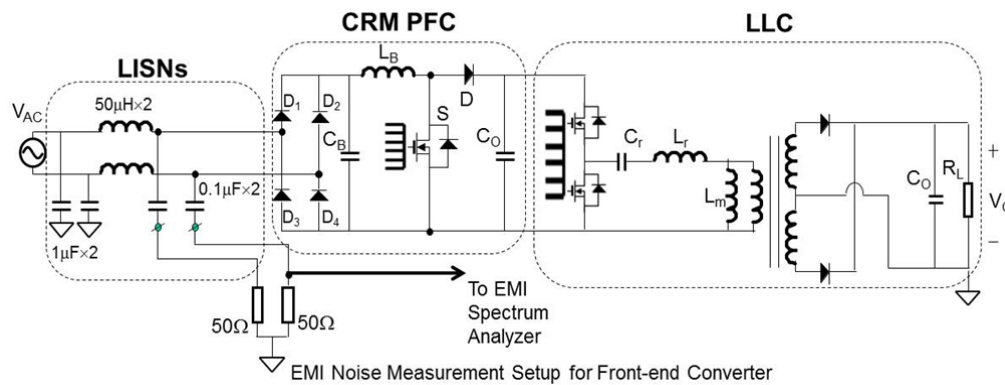 CRM PFC
LLC
LISNs
L_B
V_AC
50μH×2
D_1
D_2
D
S
C_B
C_O
C_r
L_r
L_m
C_O
R_L
+
0.1μF×2
D_3
D_4
−
1μF×2
To EMI
Spectrum
Analyzer
50Ω
50Ω
EMI Noise Measurement Setup for Front-end Converter